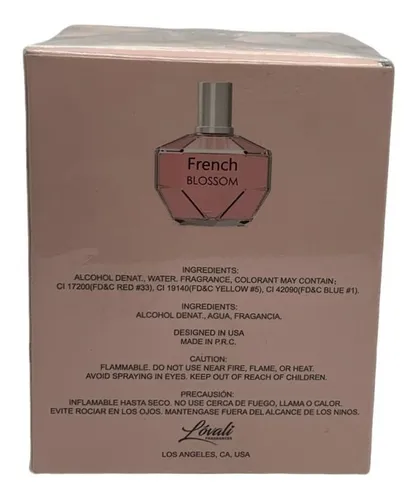 French
BLOSSOM
INGREDIENTS:
ALCOHOL DENAT., WATER. FRAGRANCE, COLORANT MAY CONTAIN:
CI 17200(FD&C RED #33), CI 19140(FD&C YELLOW #5), CI 42090(FD&C BLUE #1).
INGREDIENTS:
ALCOHOL DENAT., AGUA, FRAGANCIA.
DESIGNED IN USA
MADE IN P.R.C.
CAUTION:
FLAMMABLE. DO NOT USE NEAR FIRE, FLAME, OR HEAT.
AVOID SPRAYING IN EYES. KEEP OUT OF REACH OF CHILDREN.
PRECAUSIÓN:
INFLAMABLE HASTA SECO. NO USE CERCA DE FUEGO, LLAMA O CALOR.
EVITE ROCIAR EN LOS OJOS. MANTENGASE FUERA DEL ALCANCE DE LOS NINOS.
Lóvali
FRAGRANCES
LOS ANGELES, CA, USA